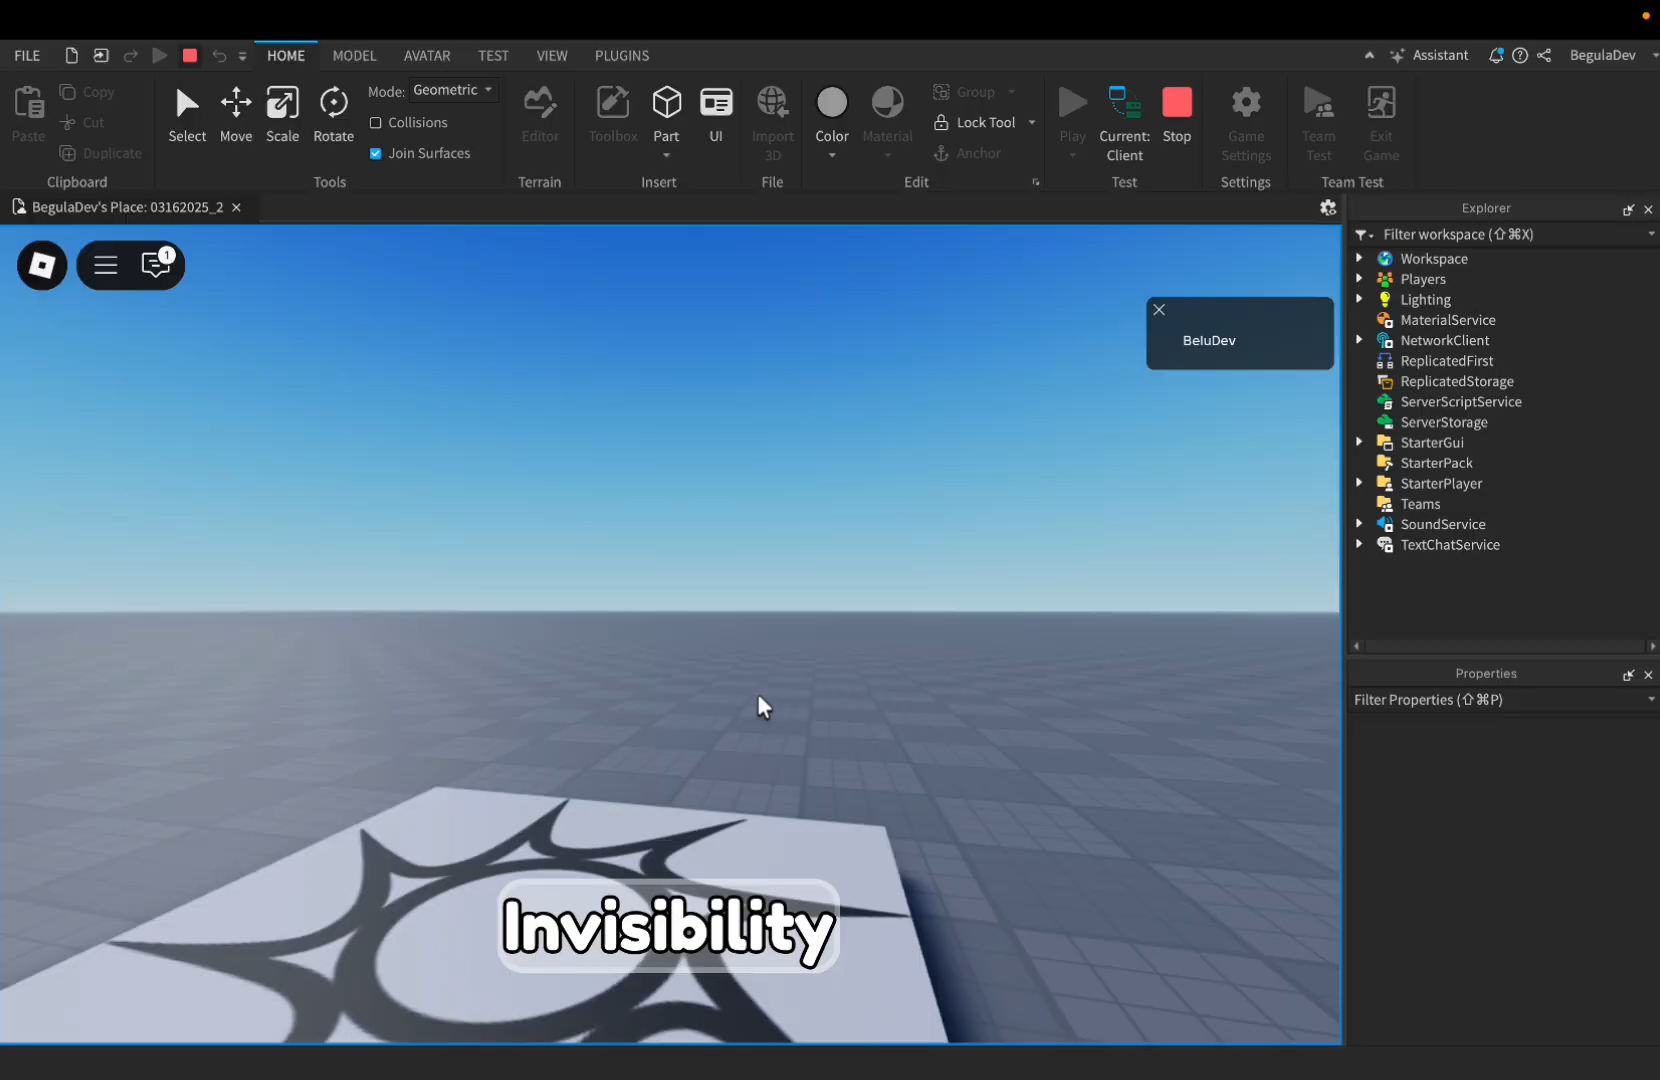 FILE
HOME
MODEL
AVATAR
TEST
VIEW
PLUGINS
Assistant
BegulaDev
Paste
Copy
Cut
Duplicate
Clipboard
Select
Move
Scale
Rotate
Mode: Geometric
Collisions
Join Surfaces
Tools
Editor
Terrain
Toolbox
Part
UI
Insert
Import
3D
File
Color
Material
Group
Lock Tool
Anchor
Edit
Play
Current:
Client
Stop
Test
Game
Settings
Settings
Team
Test
Exit
Game
Team Test
BegulaDev's Place: 03162025_2
1
BeluDev
Invisibility
Explorer
Filter workspace (⇧⌘X)
Workspace
Players
Lighting
MaterialService
NetworkClient
ReplicatedFirst
ReplicatedStorage
ServerScriptService
ServerStorage
StarterGui
StarterPack
StarterPlayer
Teams
SoundService
TextChatService
Properties
Filter Properties (⇧⌘P)